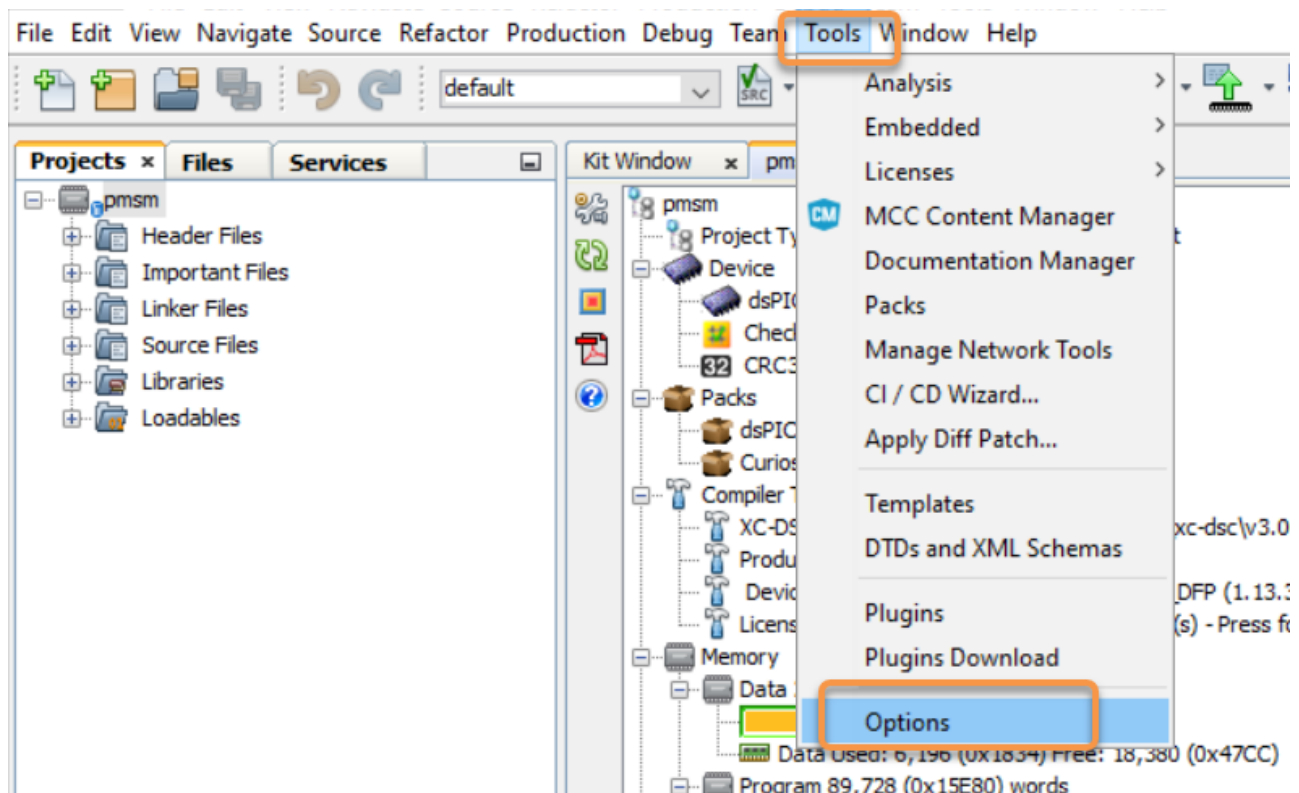 File Edit View Navigate Source Refactor Production Debug Team Tools Window Help
default
SRC
Projects × Files Services
pmsm
Header Files
Important Files
Linker Files
Source Files
Libraries
Loadables
Kit Window × pm
pmsm
Project Ty
Device
dsPIC
Check
32 CRC3
Packs
dsPIC
Curios
Compiler T
XC-DS
xc-dsc\v3.0
Produ
Devic
_DFP (1.13.3
Licens
(s) - Press fo
Memory
Data
Data Used: 6,196 (0x1834) Free: 18,380 (0x47CC)
Program 89,728 (0x15E80) words
Analysis
Embedded
Licenses
CM MCC Content Manager
Documentation Manager
Packs
Manage Network Tools
CI / CD Wizard...
Apply Diff Patch...
Templates
DTDs and XML Schemas
Plugins
Plugins Download
Options